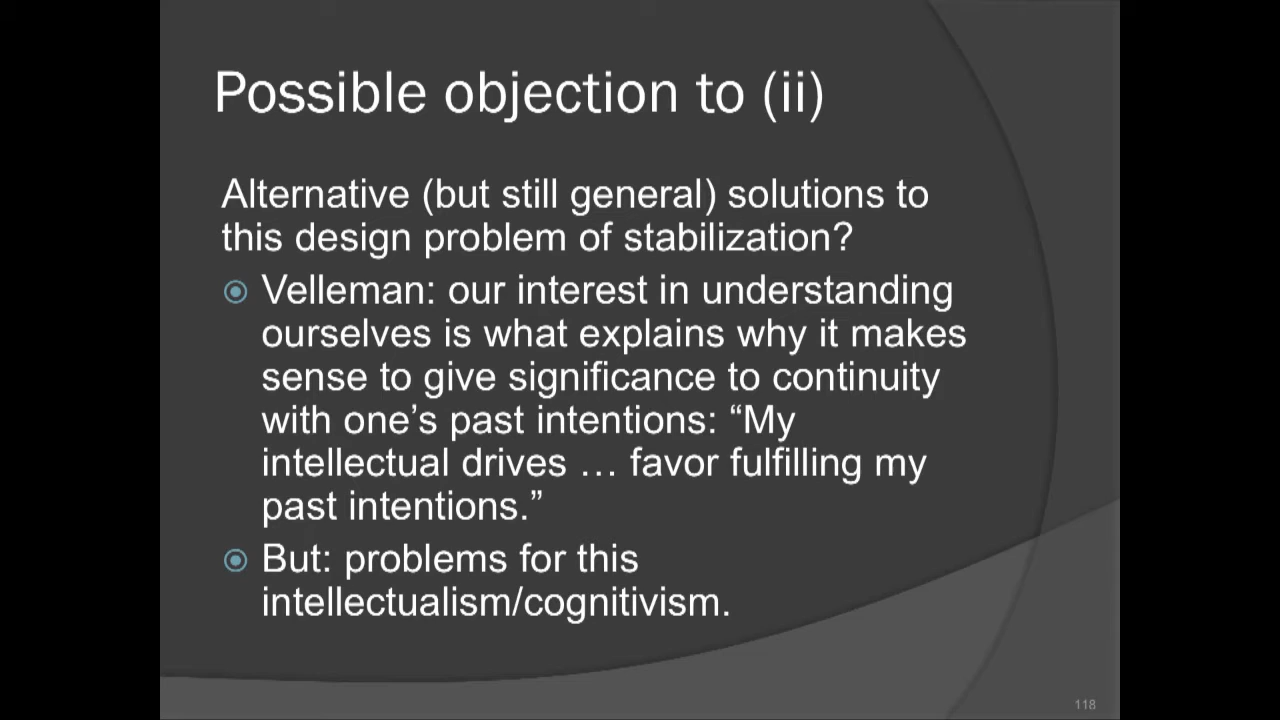 Possible objection to (ii)
Alternative (but still general) solutions to
this design problem of stabilization?
Velleman: our interest in understanding
ourselves is what explains why it makes
sense to give significance to continuity
with one’s past intentions: “My
intellectual drives … favor fulfilling my
past intentions.”
But: problems for this
intellectualism/cognitivism.
118